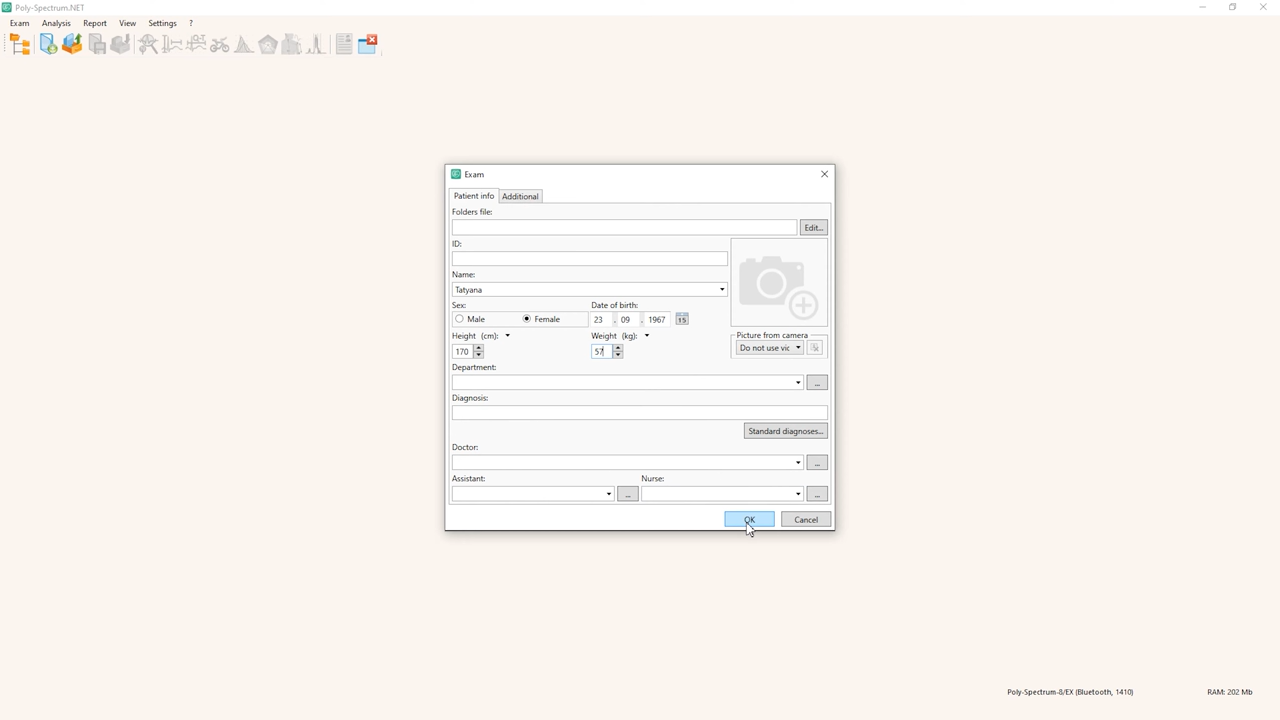 Poly-Spectrum.NET
Exam Analysis Report View Settings ?
Exam
Patient info Additional
Folders file:
Edit...
ID:
Name:
Tatyana
Sex: Date of birth:
Male Female 23 . 09 . 1967 15
Height (cm): Weight (kg): Picture from camera
170 57 Do not use vic
Department:
...
Diagnosis:
Standard diagnoses...
Doctor:
...
Assistant: Nurse:
... ...
OK Cancel
Poly-Spectrum-8/EX (Bluetooth, 1410) RAM: 202 Mb